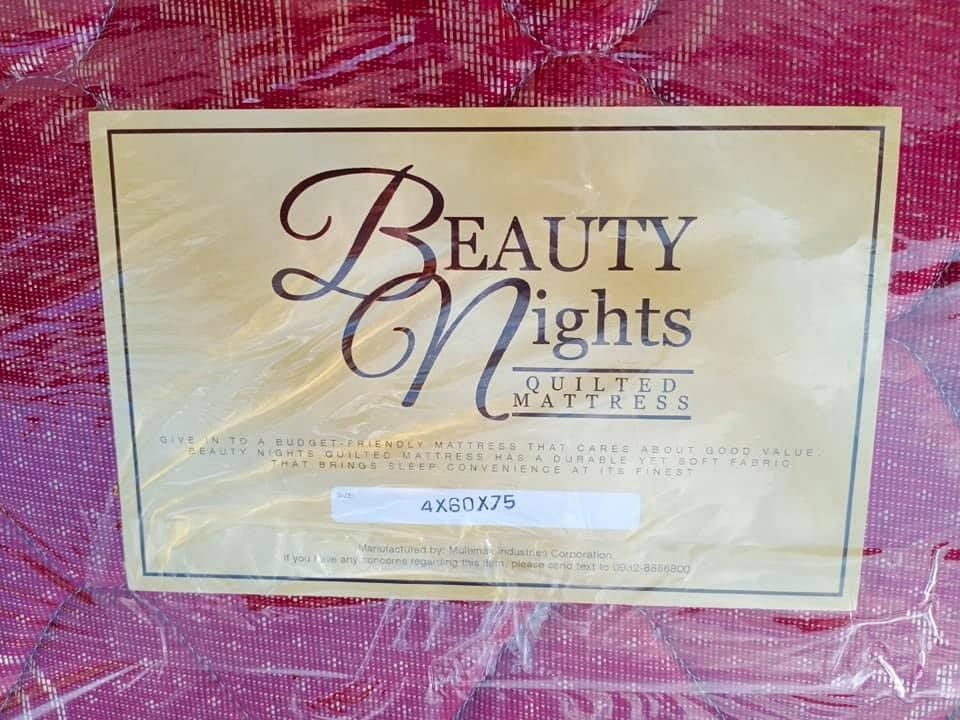 BEAUTY
Nights
QUILTED
MATTRESS
GIVE IN TO A BUDGET-FRIENDLY MATTRESS THAT CARES ABOUT GOOD VALUE.
BEAUTY NIGHTS QUILTED MATTRESS HAS A DURABLE YET SOFT FABRIC
THAT BRINGS SLEEP CONVENIENCE AT ITS FINEST
SIZE: 4X60X75
Manufactured by: Multimax Industries Corporation
If you have any concerns regarding this item, please send text to